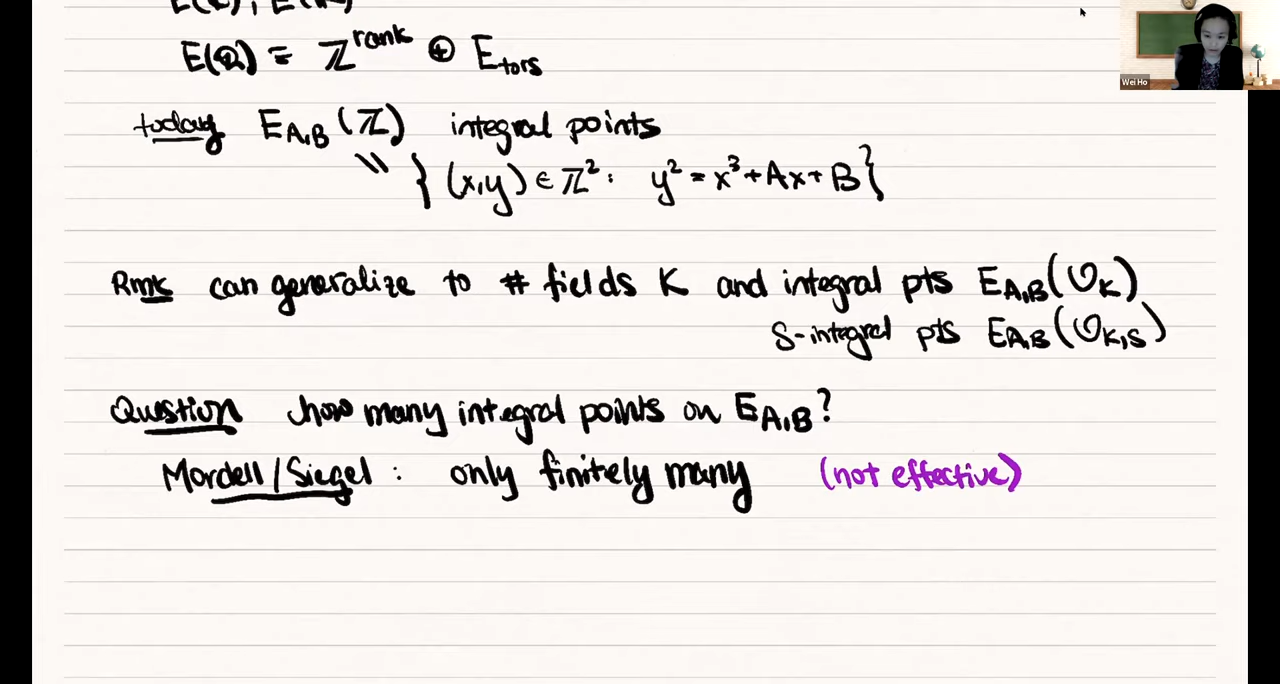 E(Q) = ℤ^rank ⊕ E_tors
Wei Ho
today E_A,B (ℤ) integral points
" { (x,y) ∈ ℤ² : y² = x³ + Ax + B }
Rmk can generalize to # fields K and integral pts E_A,B (O_K)
S-integral pts E_A,B (O_K,S)
Question how many integral points on E_A,B ?
Mordell/Siegel : only finitely many (not effective)